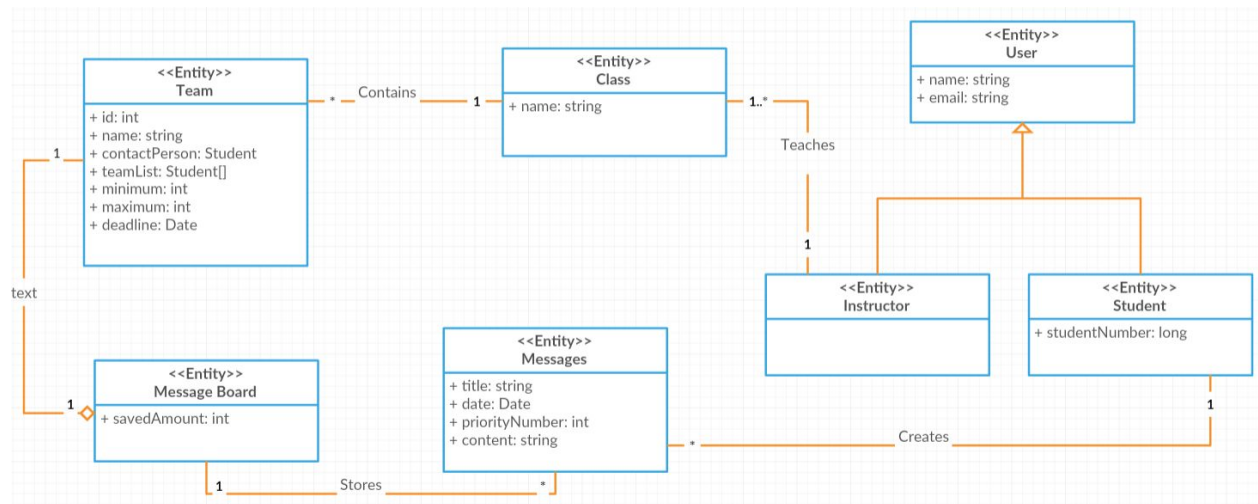 <<Entity>>
Team
+ id: int
+ name: string
+ contactPerson: Student
+ teamList: Student[]
+ minimum: int
+ maximum: int
+ deadline: Date
*
Contains
1
<<Entity>>
Class
+ name: string
1..*
Teaches
1
<<Entity>>
User
+ name: string
+ email: string
<<Entity>>
Instructor
<<Entity>>
Student
+ studentNumber: long
1
text
1
<<Entity>>
Message Board
+ savedAmount: int
<<Entity>>
Messages
+ title: string
+ date: Date
+ priorityNumber: int
+ content: string
1
Creates
*
1
Stores
*